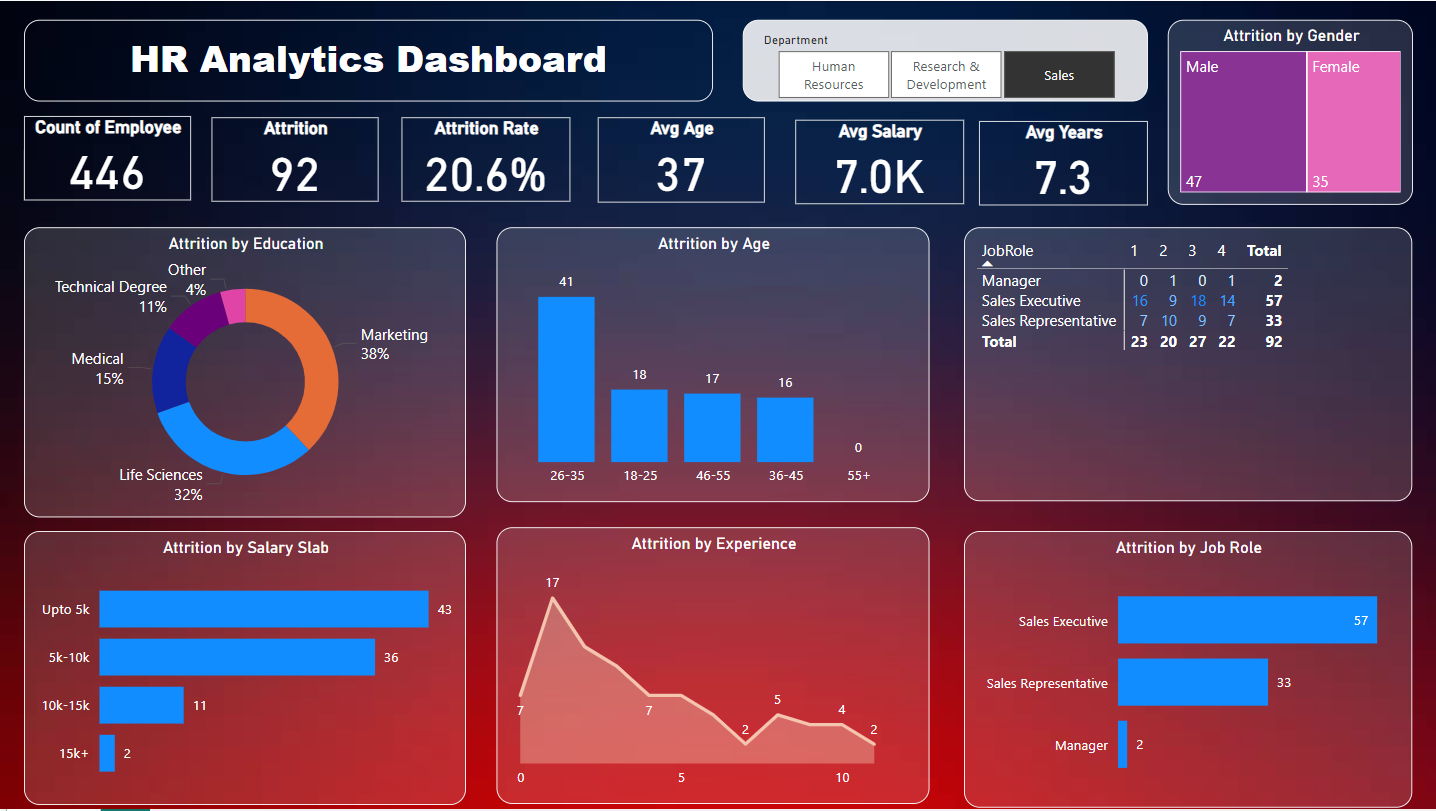 HR Analytics Dashboard
Department
Human
Resources
Research &
Development
Sales
Attrition by Gender
Male
Female
47
35
Count of Employee
446
Attrition
92
Attrition Rate
20.6%
Avg Age
37
Avg Salary
7.0K
Avg Years
7.3
Attrition by Education
Other
4%
Technical Degree
11%
Marketing
38%
Medical
15%
Life Sciences
32%
Attrition by Age
41
18
17
16
0
26-35 18-25 46-55 36-45 55+
JobRole 1 2 3 4 Total
Manager 0 1 0 1 2
Sales Executive 16 9 18 14 57
Sales Representative 7 10 9 7 33
Total 23 20 27 22 92
Attrition by Salary Slab
Upto 5k 43
5k-10k 36
10k-15k 11
15k+ 2
Attrition by Experience
17
7
7
2
5
4
2
0 5 10
Attrition by Job Role
Sales Executive 57
Sales Representative 33
Manager 2